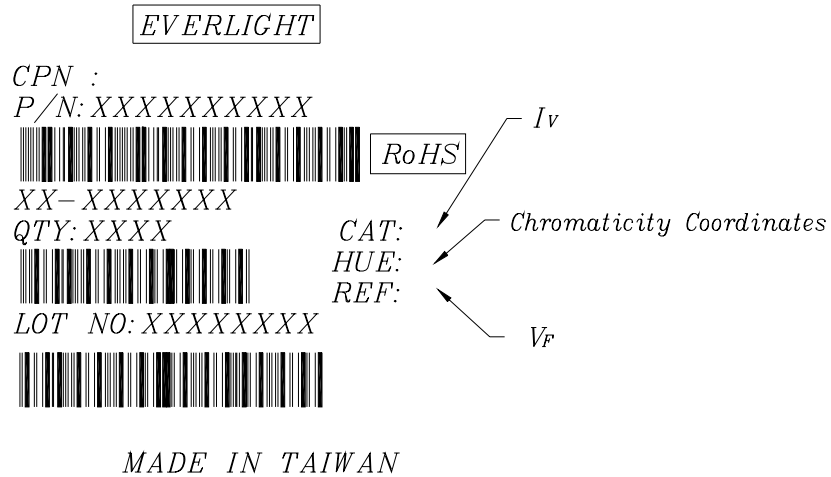 EVERLIGHT
CPN :
P/N: XXXXXXXXXX
RoHS
XX-XXXXXXX
QTY: XXXX
LOT NO: XXXXXXXX
CAT:
HUE:
REF:
IV
Chromaticity Coordinates
VF
MADE IN TAIWAN